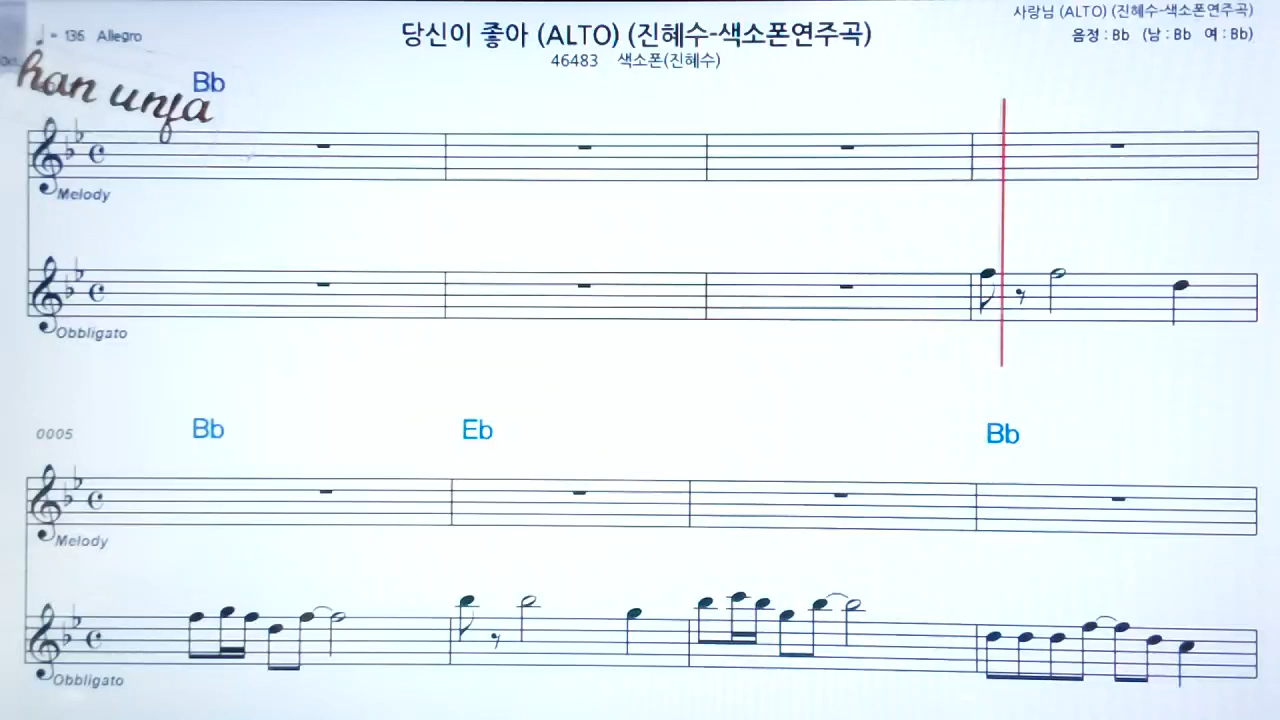 ♩ = 136 Allegro
당신이 좋아 (ALTO) (진혜수-색소폰연주곡)
사랑님 (ALTO) (진혜수-색소폰연주곡)
46483 색소폰(진혜수)
음정 : Bb (남 : Bb 여 : Bb)
han unfa
Bb
Melody
Obbligato
0005
Bb Eb Bb
Melody
Obbligato